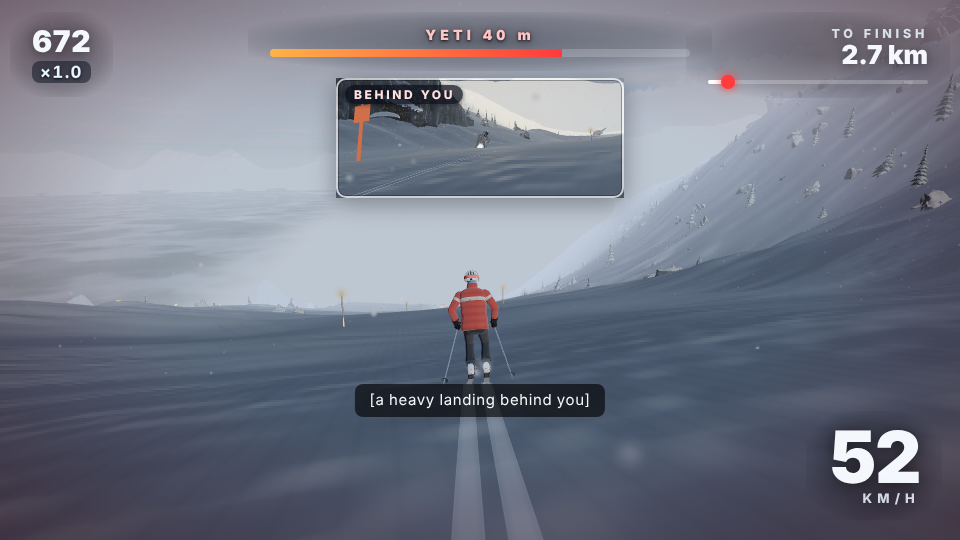 672
×1.0
YETI 40 m
TO FINISH
2.7 km
BEHIND YOU
[a heavy landing behind you]
52
KM/H